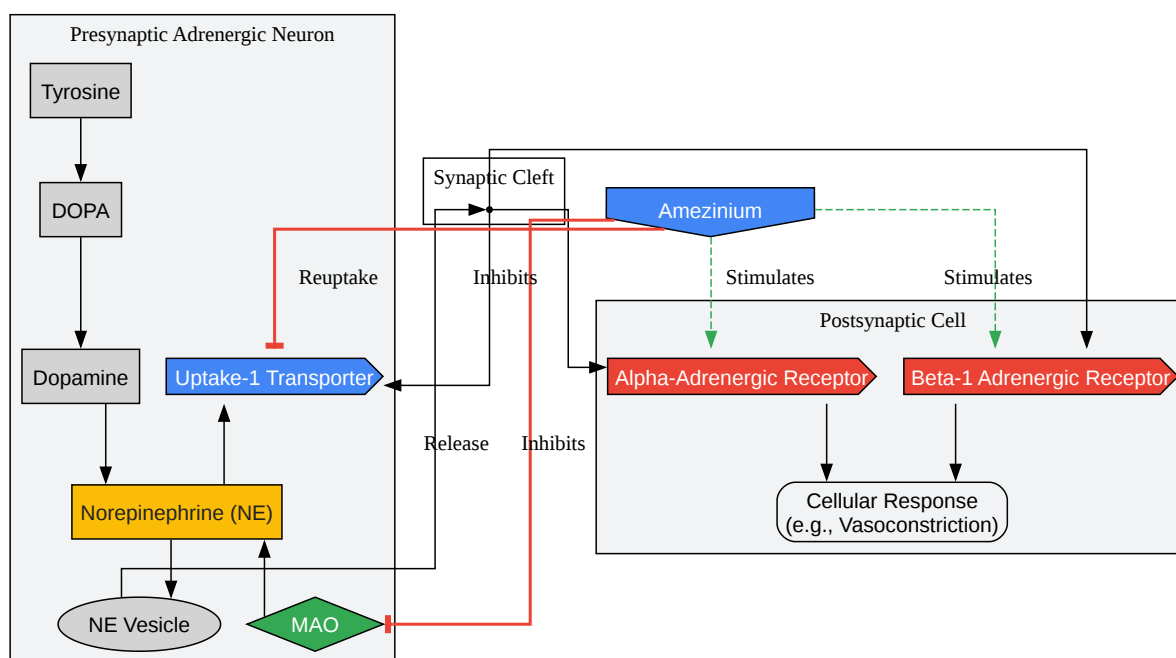 Presynaptic Adrenergic Neuron
Tyrosine
Synaptic Cleft
DOPA
Amezinium
Reuptake
Inhibits
Stimulates
Stimulates
Postsynaptic Cell
Dopamine
Uptake-1 Transporter
Alpha-Adrenergic Receptor
Beta-1 Adrenergic Receptor
Release
Inhibits
Norepinephrine (NE)
Cellular Response
(e.g., Vasoconstriction)
NE Vesicle
MAO